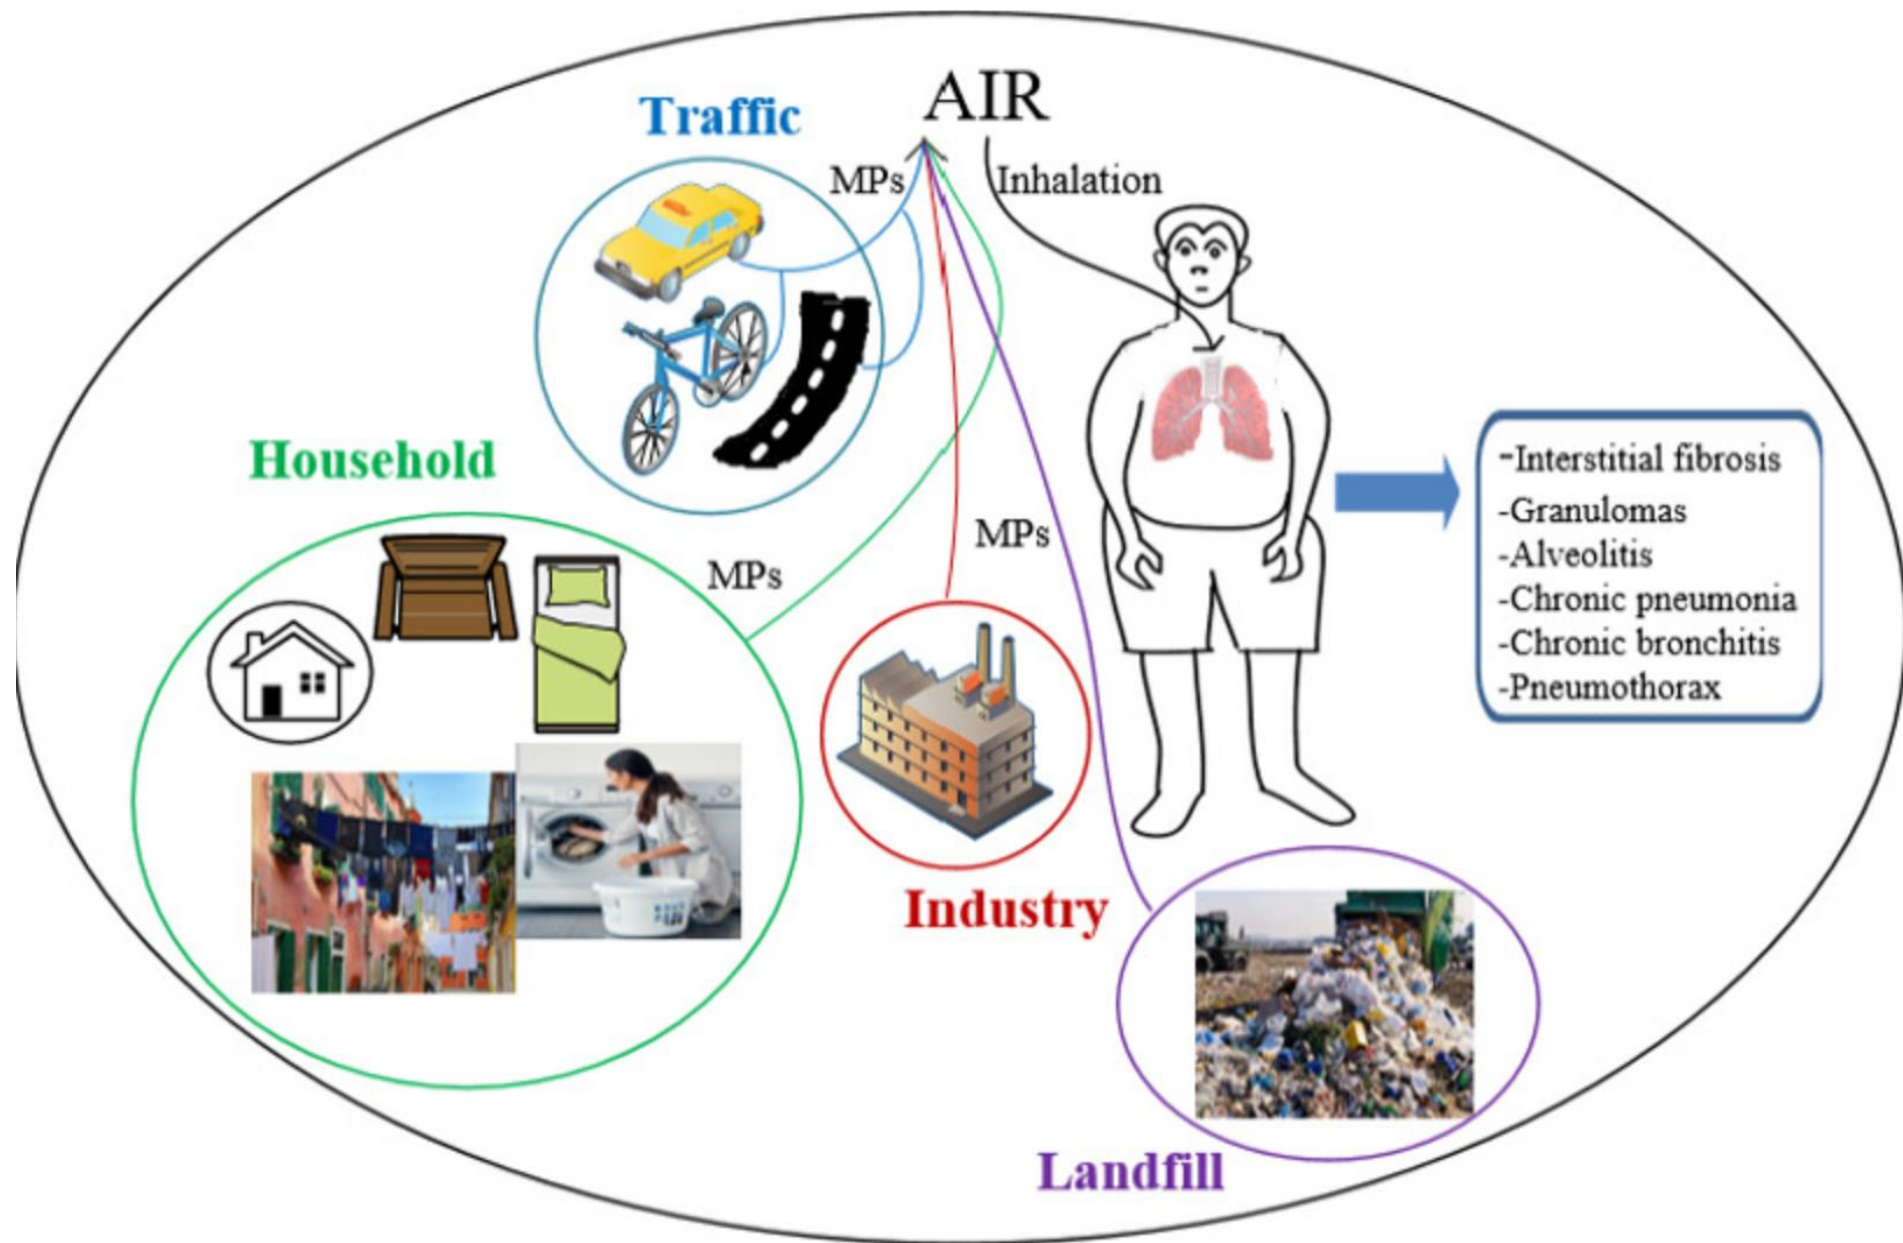 AIR
Traffic
MPs
Inhalation
Household
MPs
MPs
-Interstitial fibrosis
-Granulomas
-Alveolitis
-Chronic pneumonia
-Chronic bronchitis
-Pneumothorax
Industry
Landfill